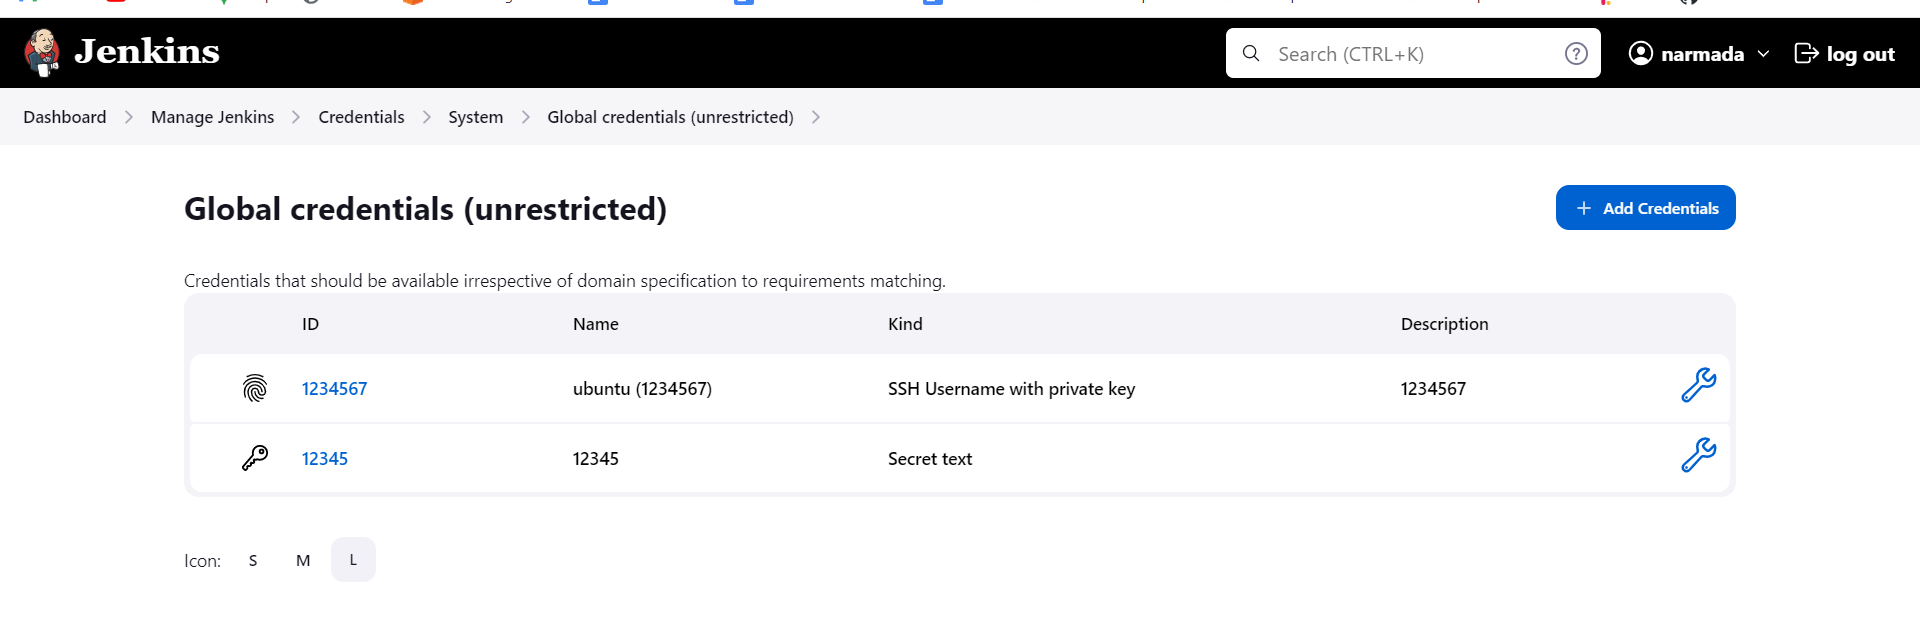 Jenkins
Search (CTRL+K)
?
narmada
log out
Dashboard
Manage Jenkins
Credentials
System
Global credentials (unrestricted)
Global credentials (unrestricted)
+ Add Credentials
Credentials that should be available irrespective of domain specification to requirements matching.
ID Name Kind Description
1234567 ubuntu (1234567) SSH Username with private key 1234567
12345 12345 Secret text
Icon: S M L